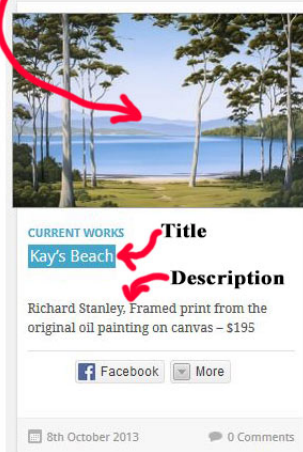 CURRENT WORKS
Title
Kay's Beach
Description
Richard Stanley, Framed print from the
original oil painting on canvas – $195
Facebook More
8th October 2013 0 Comments